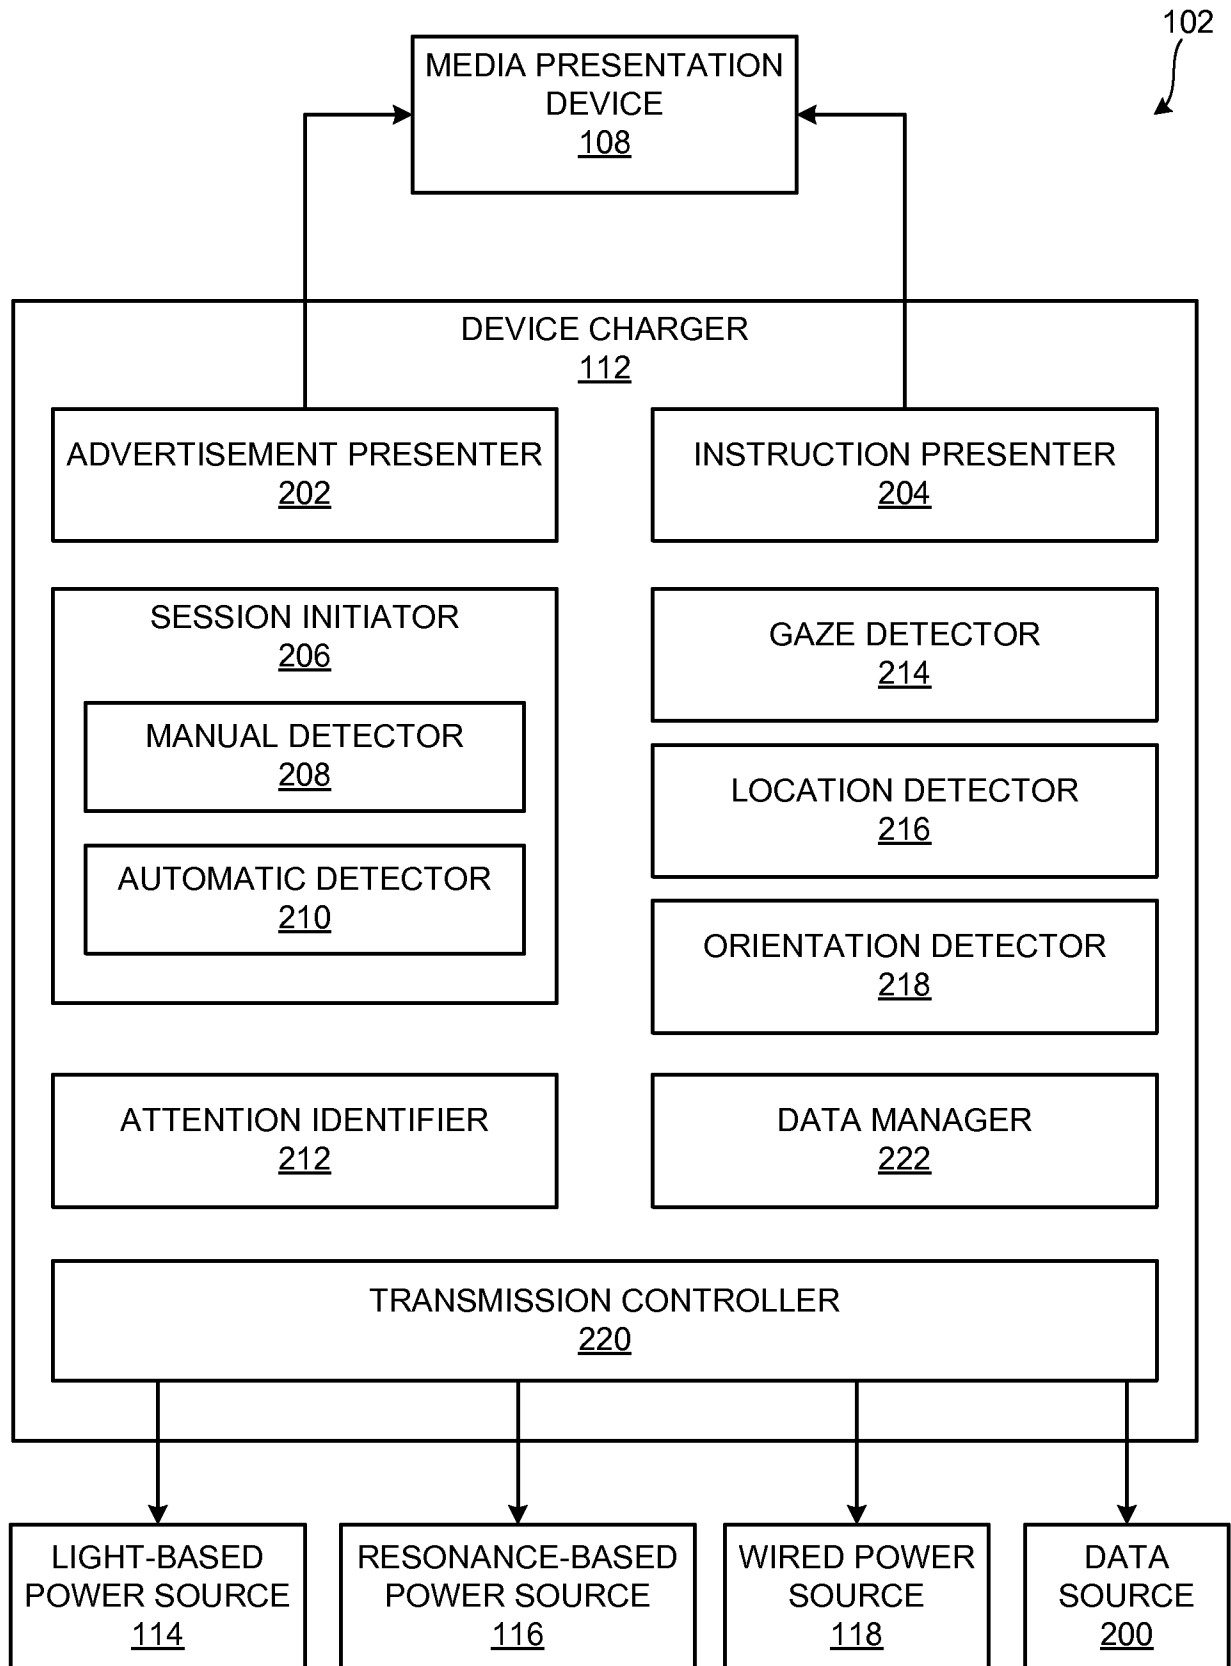 102
MEDIA PRESENTATION
DEVICE
108
DEVICE CHARGER
112
ADVERTISEMENT PRESENTER
202
INSTRUCTION PRESENTER
204
SESSION INITIATOR
206
MANUAL DETECTOR
208
AUTOMATIC DETECTOR
210
GAZE DETECTOR
214
LOCATION DETECTOR
216
ORIENTATION DETECTOR
218
ATTENTION IDENTIFIER
212
DATA MANAGER
222
TRANSMISSION CONTROLLER
220
LIGHT-BASED
POWER SOURCE
114
RESONANCE-BASED
POWER SOURCE
116
WIRED POWER
SOURCE
118
DATA
SOURCE
200